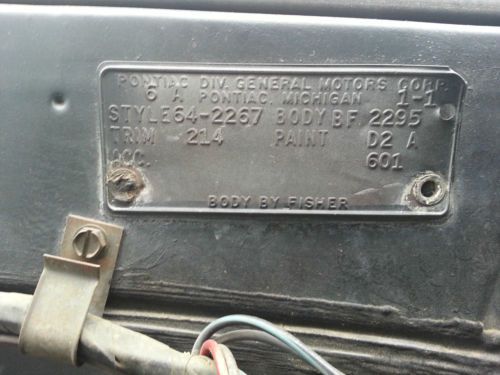 PONTIAC DIV. GENERAL MOTORS CORP.
6 A PONTIAC, MICHIGAN 1-1
STYLE 64-2267 BODY BF 2295
TRIM 214 PAINT D2 A
ACC. 601
BODY BY FISHER